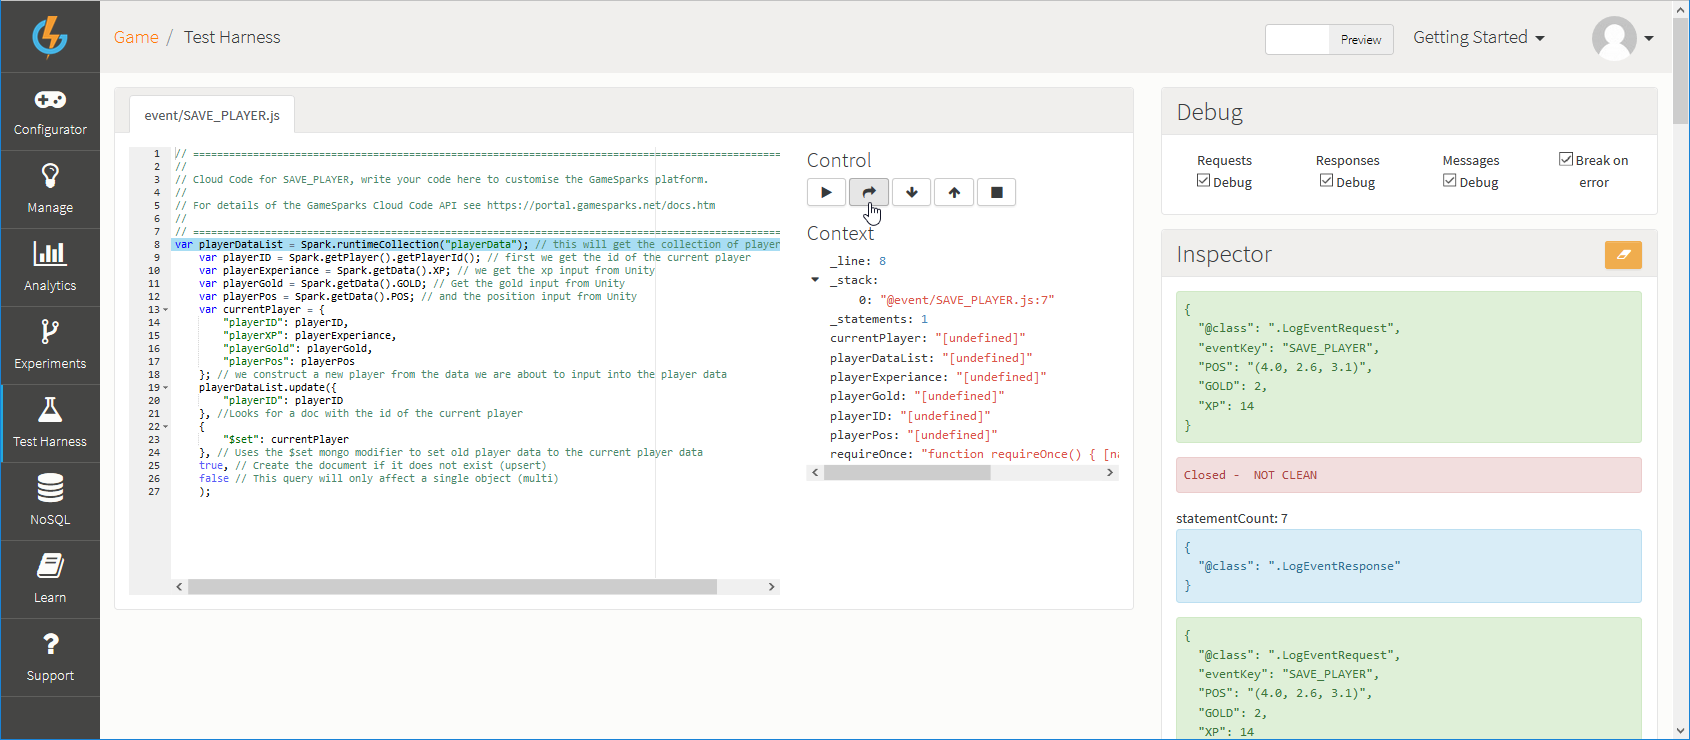 Game / Test Harness
Preview
Getting Started
Configurator
Manage
Analytics
Experiments
Test Harness
NoSQL
Learn
Support
event/SAVE_PLAYER.js
1 // ==================================================================================================
2 //
3 // Cloud Code for SAVE_PLAYER, write your code here to customise the GameSparks platform.
4 //
5 // For details of the GameSparks Cloud Code API see https://portal.gamesparks.net/docs.htm
6 //
7 // ==================================================================================================
8 var playerDataList = Spark.runtimeCollection("playerData"); // this will get the collection of player
9 var playerID = Spark.getPlayer().getPlayerId(); // first we get the id of the current player
10 var playerExperiance = Spark.getData().XP; // we get the xp input from Unity
11 var playerGold = Spark.getData().GOLD; // Get the gold input from Unity
12 var playerPos = Spark.getData().POS; // and the position input from Unity
13 var currentPlayer = {
14 "playerID": playerID,
15 "playerXP": playerExperiance,
16 "playerGold": playerGold,
17 "playerPos": playerPos
18 }; // we construct a new player from the data we are about to input into the player data
19 playerDataList.update({
20 "playerID": playerID
21 }, //Looks for a doc with the id of the current player
22 {
23 "$set": currentPlayer
24 }, // Uses the $set mongo modifier to set old player data to the current player data
25 true, // Create the document if it does not exist (upsert)
26 false // This query will only affect a single object (multi)
27 );
Control
Context
_line: 8
_stack:
0: "@event/SAVE_PLAYER.js:7"
_statements: 1
currentPlayer: "[undefined]"
playerDataList: "[undefined]"
playerExperiance: "[undefined]"
playerGold: "[undefined]"
playerID: "[undefined]"
playerPos: "[undefined]"
requireOnce: "function requireOnce() { [na
Debug
Requests
Debug
Responses
Debug
Messages
Debug
Break on
error
Inspector
{
"@class": ".LogEventRequest",
"eventKey": "SAVE_PLAYER",
"POS": "(4.0, 2.6, 3.1)",
"GOLD": 2,
"XP": 14
}
Closed - NOT CLEAN
statementCount: 7
{
"@class": ".LogEventResponse"
}
{
"@class": ".LogEventRequest",
"eventKey": "SAVE_PLAYER",
"POS": "(4.0, 2.6, 3.1)",
"GOLD": 2,
"XP": 14